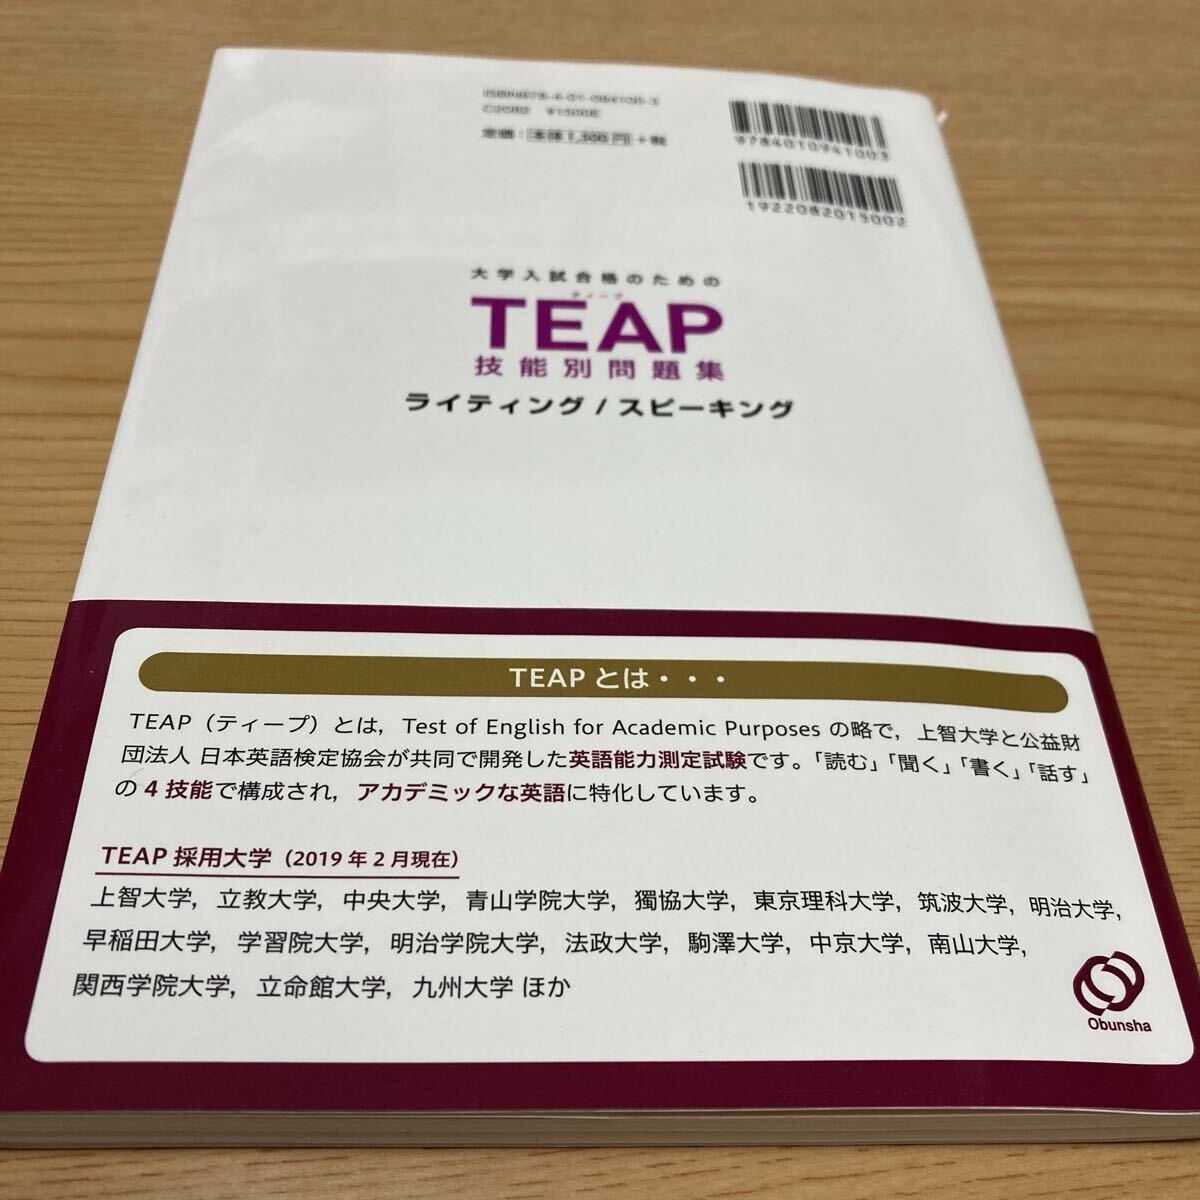 ISBN978-4-01-094100-3
C2082 ¥1500E
定価：本体1,500円+税
9784010941003
1922082015002
大学入試合格のための
ティープ
TEAP
技能別問題集
ライティング / スピーキング
TEAP とは・・・
TEAP（ティープ）とは，Test of English for Academic Purposes の略で，上智大学と公益財
団法人 日本英語検定協会が共同で開発した英語能力測定試験です。「読む」「聞く」「書く」「話す」
の 4 技能で構成され，アカデミックな英語に特化しています。
TEAP 採用大学（2019 年 2 月現在）
上智大学，立教大学，中央大学，青山学院大学，獨協大学，東京理科大学，筑波大学，明治大学，
早稲田大学，学習院大学，明治学院大学，法政大学，駒澤大学，中京大学，南山大学，
関西学院大学，立命館大学，九州大学 ほか
Obunsha